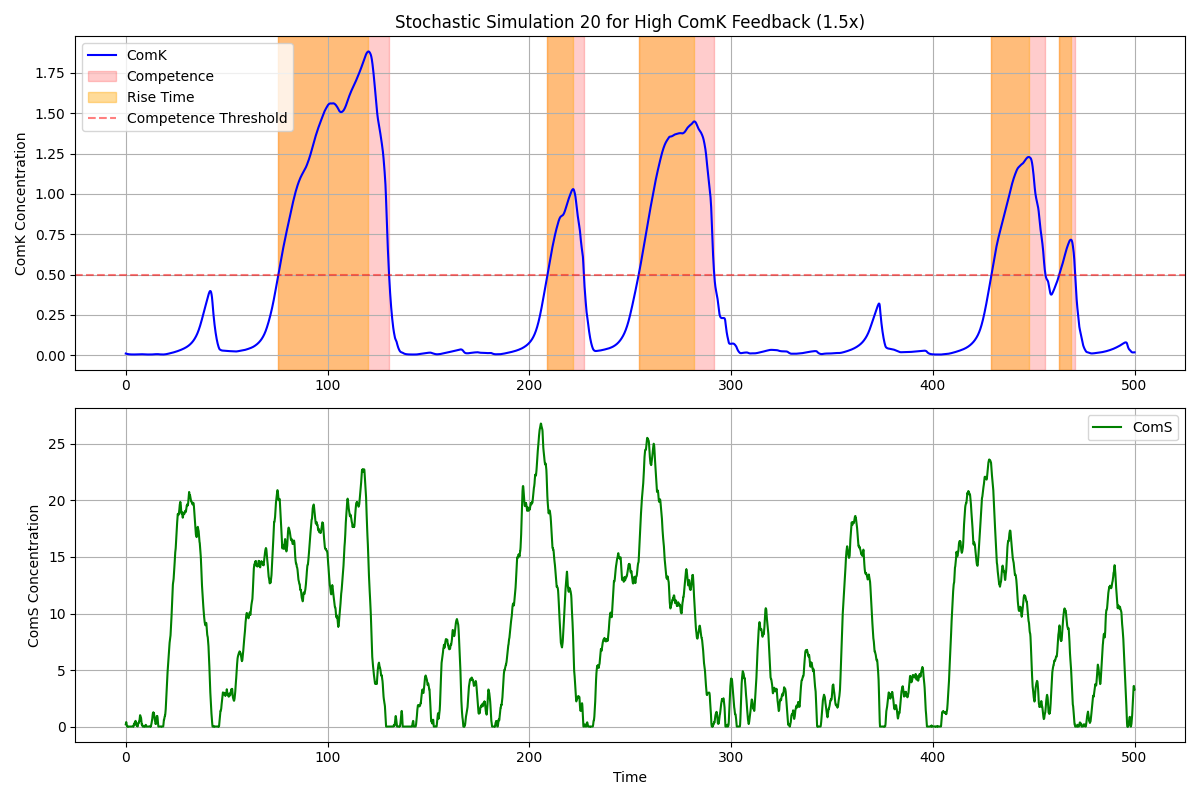 Stochastic Simulation 20 for High ComK Feedback (1.5x)
ComK
Competence
Rise Time
Competence Threshold
ComK Concentration
1.75
1.50
1.25
1.00
0.75
0.50
0.25
0.00
0 100 200 300 400 500
ComS
ComS Concentration
25
20
15
10
5
0
0 100 200 300 400 500
Time